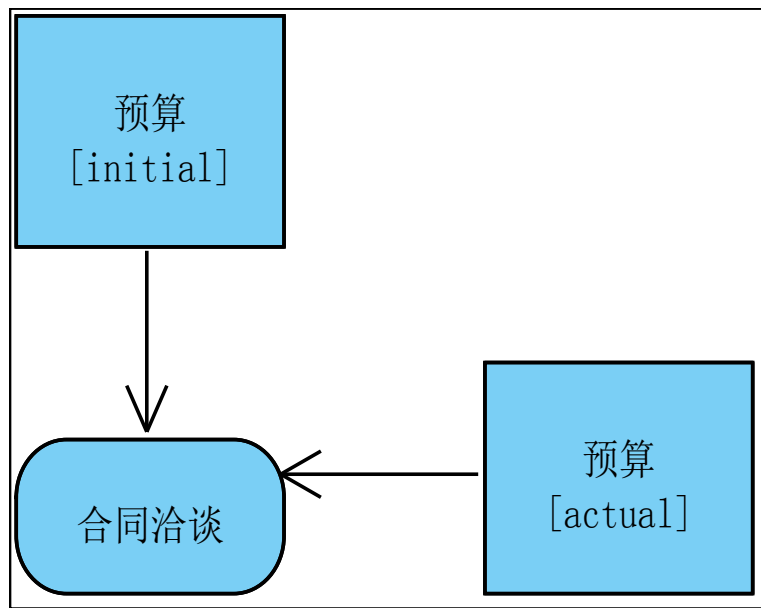 预算
[initial]
预算
[actual]
合同洽谈